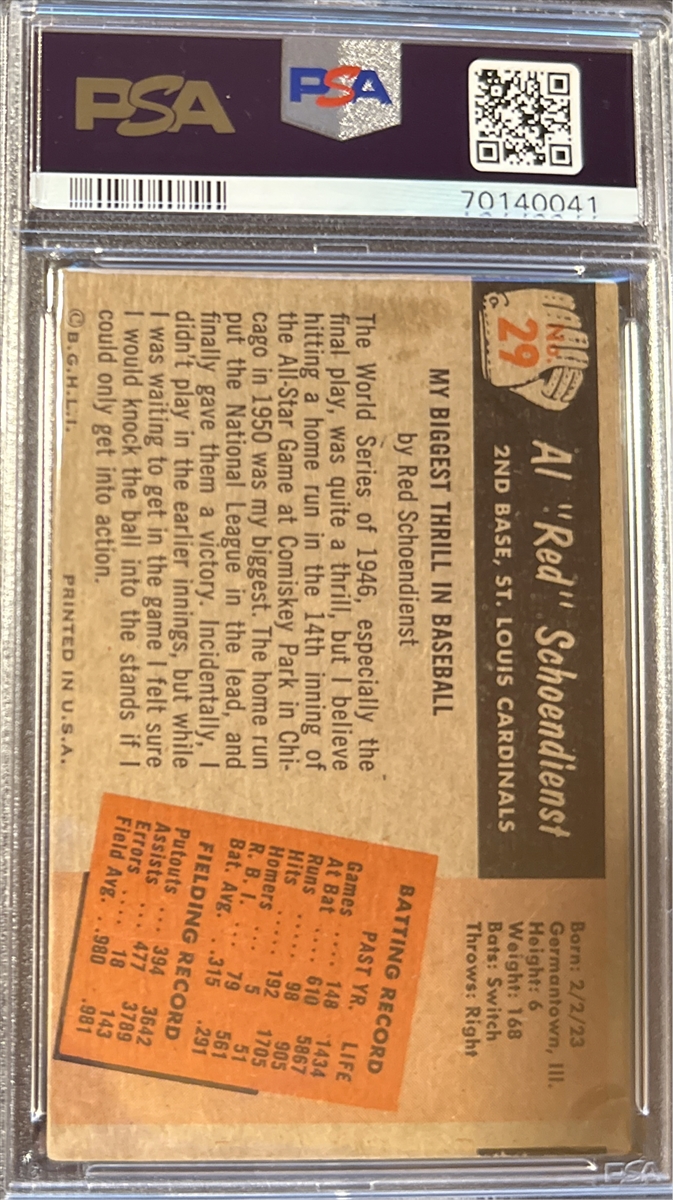 PSA
PSA
70140041
No.
29
Al "Red" Schoendienst
2ND BASE, ST. LOUIS CARDINALS
Born: 2/2/23
Germantown, Ill.
Height: 6
Weight: 168
Bats: Switch
Throws: Right
MY BIGGEST THRILL IN BASEBALL
by Red Schoendienst
The World Series of 1946, especially the
final play, was quite a thrill, but I believe
hitting a home run in the 14th inning of
the All-Star Game at Comiskey Park in Chi-
cago in 1950 was my biggest. The home run
put the National League in the lead, and
finally gave them a victory. Incidentally, I
didn't play in the earlier innings, but while
I was waiting to get in the game I felt sure
I would knock the ball into the stands if I
could only get into action.
BATTING RECORD
PAST YR. LIFE
Games ... 148 1434
At Bat .... 610 5867
Runs ..... 98 905
Hits ..... 192 1705
Homers ... 5 51
R. B. I. ... 79 561
Bat. Avg. .. .315 .291
FIELDING RECORD
Putouts ... 394 3642
Assists .... 477 3789
Errors .... 18 143
Field Avg. .. .980 .981
©B.G.H.L.I.
PRINTED IN U.S.A.
PSA